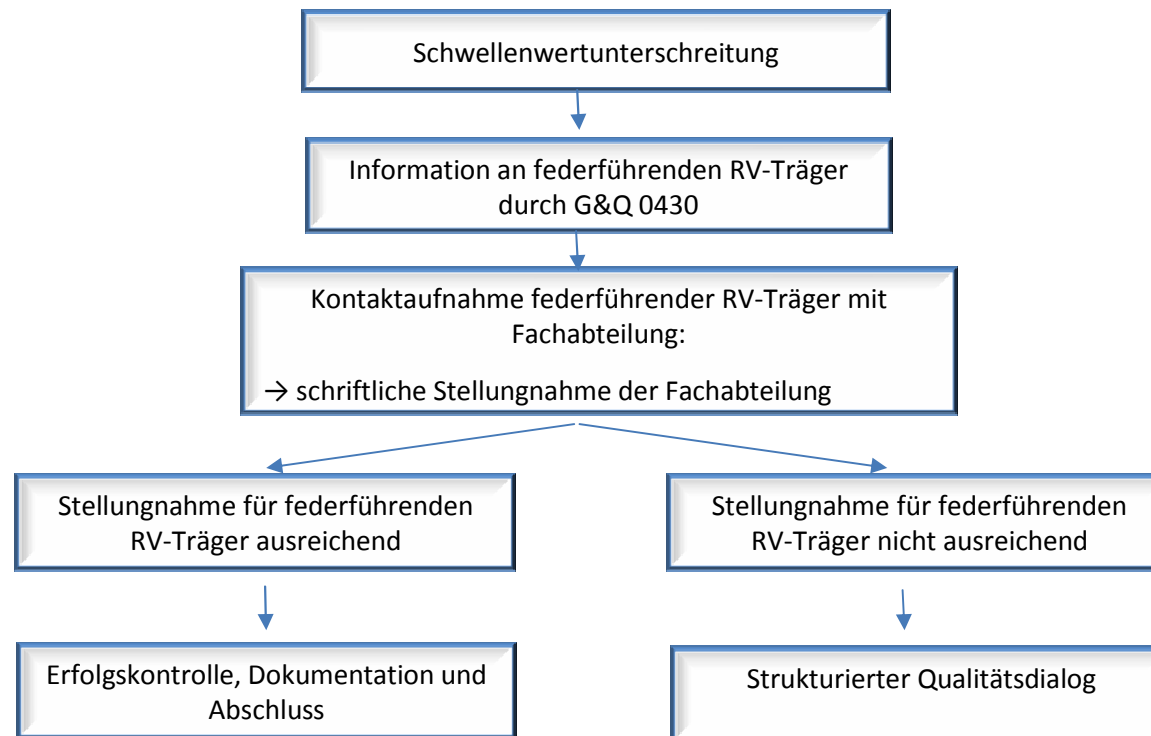 Schwellenwertunterschreitung
Information an federführenden RV-Träger
durch G&Q 0430
Kontaktaufnahme federführender RV-Träger mit
Fachabteilung:
→ schriftliche Stellungnahme der Fachabteilung
Stellungnahme für federführenden
RV-Träger ausreichend
Stellungnahme für federführenden
RV-Träger nicht ausreichend
Erfolgskontrolle, Dokumentation und
Abschluss
Strukturierter Qualitätsdialog